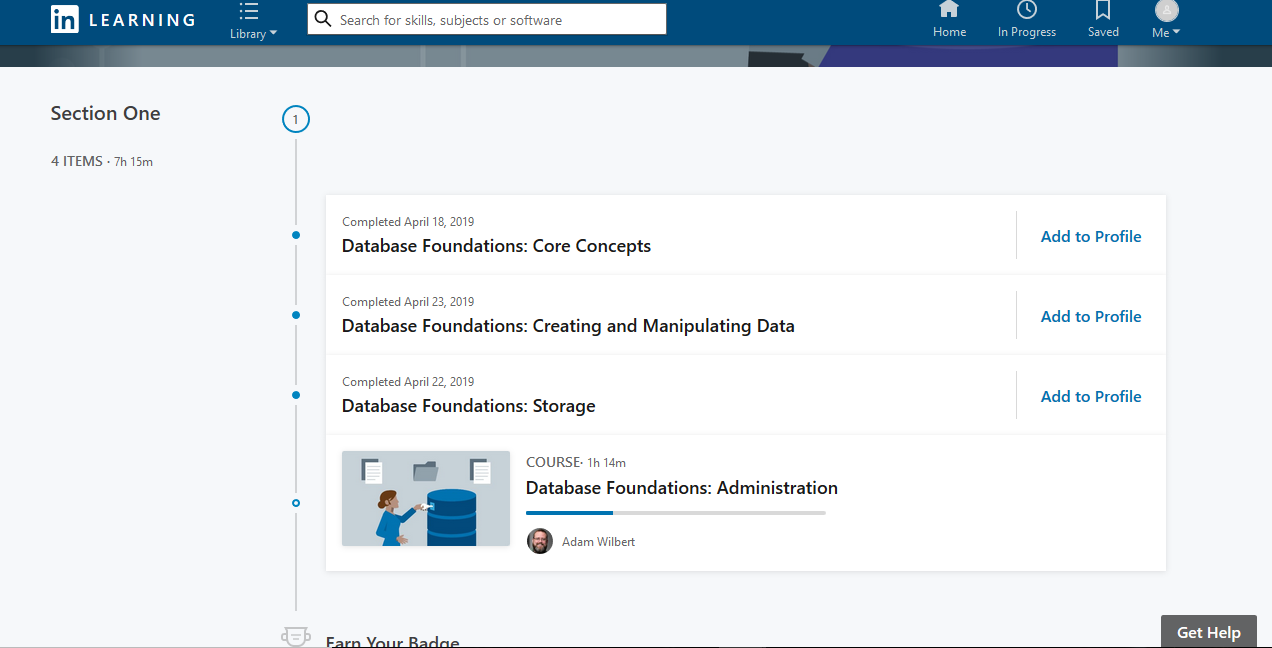 in LEARNING
Library
Search for skills, subjects or software
Home
In Progress
Saved
Me
Section One
4 ITEMS · 7h 15m
1
Completed April 18, 2019
Database Foundations: Core Concepts
Add to Profile
Completed April 23, 2019
Database Foundations: Creating and Manipulating Data
Add to Profile
Completed April 22, 2019
Database Foundations: Storage
Add to Profile
COURSE· 1h 14m
Database Foundations: Administration
Adam Wilbert
Earn Your Badge
Get Help